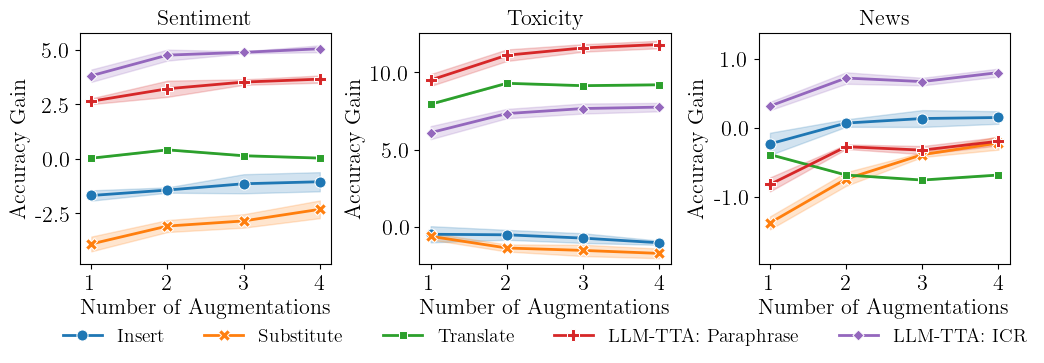 Sentiment
Toxicity
News
Accuracy Gain
5.0
2.5
0.0
-2.5
1 2 3 4
Number of Augmentations
Accuracy Gain
10.0
5.0
0.0
1 2 3 4
Number of Augmentations
Accuracy Gain
1.0
0.0
-1.0
1 2 3 4
Number of Augmentations
Insert Substitute Translate LLM-TTA: Paraphrase LLM-TTA: ICR